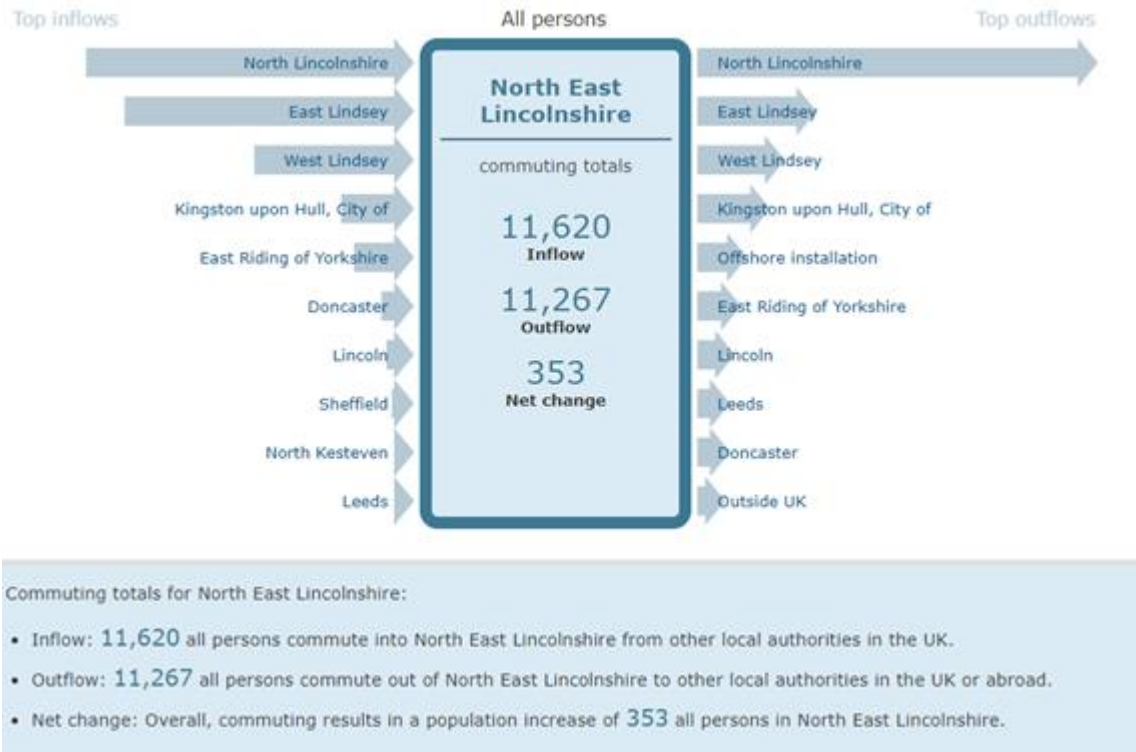 Top inflows
All persons
Top outflows
North Lincolnshire
East Lindsey
West Lindsey
Kingston upon Hull, City of
East Riding of Yorkshire
Doncaster
Lincoln
Sheffield
North Kesteven
Leeds
North East
Lincolnshire
commuting totals
11,620
Inflow
11,267
Outflow
353
Net change
North Lincolnshire
East Lindsey
West Lindsey
Kingston upon Hull, City of
Offshore installation
East Riding of Yorkshire
Lincoln
Leeds
Doncaster
Outside UK
Commuting totals for North East Lincolnshire:
• Inflow: 11,620 all persons commute into North East Lincolnshire from other local authorities in the UK.
• Outflow: 11,267 all persons commute out of North East Lincolnshire to other local authorities in the UK or abroad.
• Net change: Overall, commuting results in a population increase of 353 all persons in North East Lincolnshire.